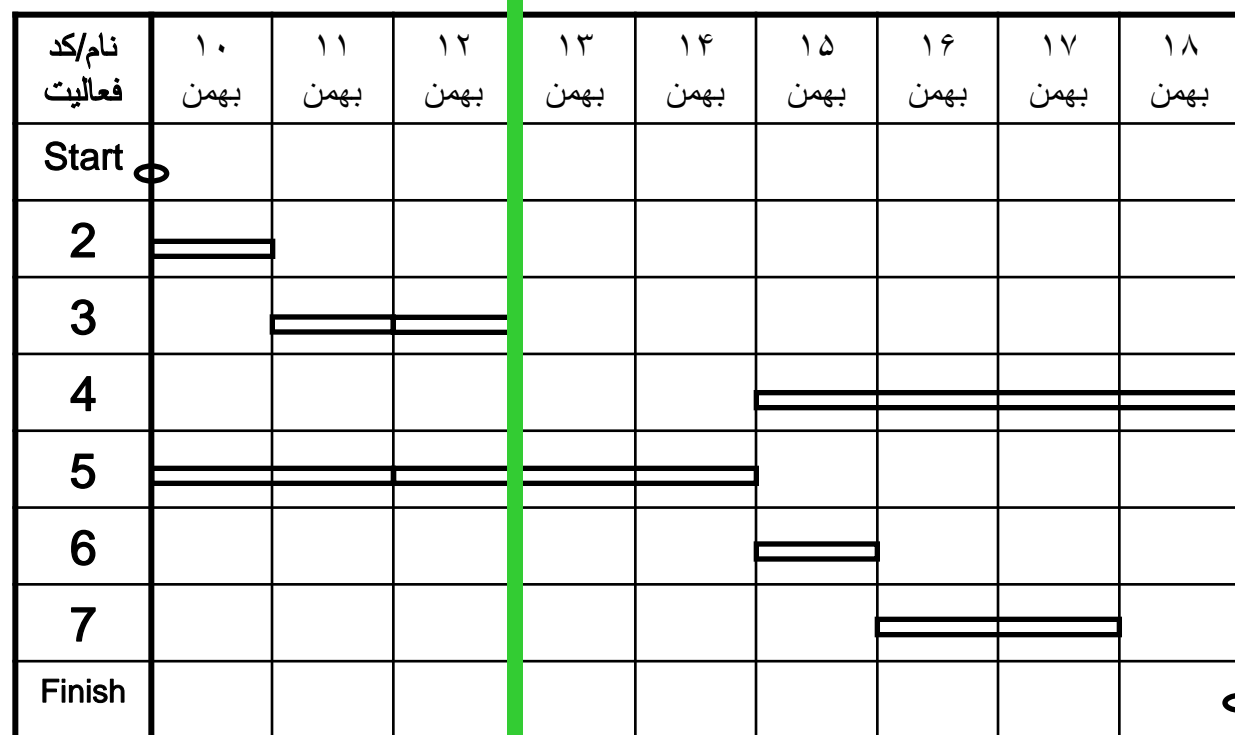 نام/کد
فعالیت
۱۰
بهمن
۱۱
بهمن
۱۲
بهمن
۱۳
بهمن
۱۴
بهمن
۱۵
بهمن
۱۶
بهمن
۱۷
بهمن
۱۸
بهمن
Start
2
3
4
5
6
7
Finish